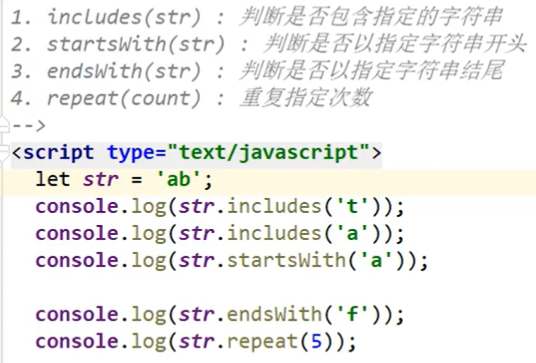 1. includes(str) : 判断是否包含指定的字符串
2. startsWith(str) : 判断是否以指定字符串开头
3. endsWith(str) : 判断是否以指定字符串结尾
4. repeat(count) : 重复指定次数
-->
<script type="text/javascript">
let str = 'ab';
console.log(str.includes('t'));
console.log(str.includes('a'));
console.log(str.startsWith('a'));
console.log(str.endsWith('f'));
console.log(str.repeat(5));